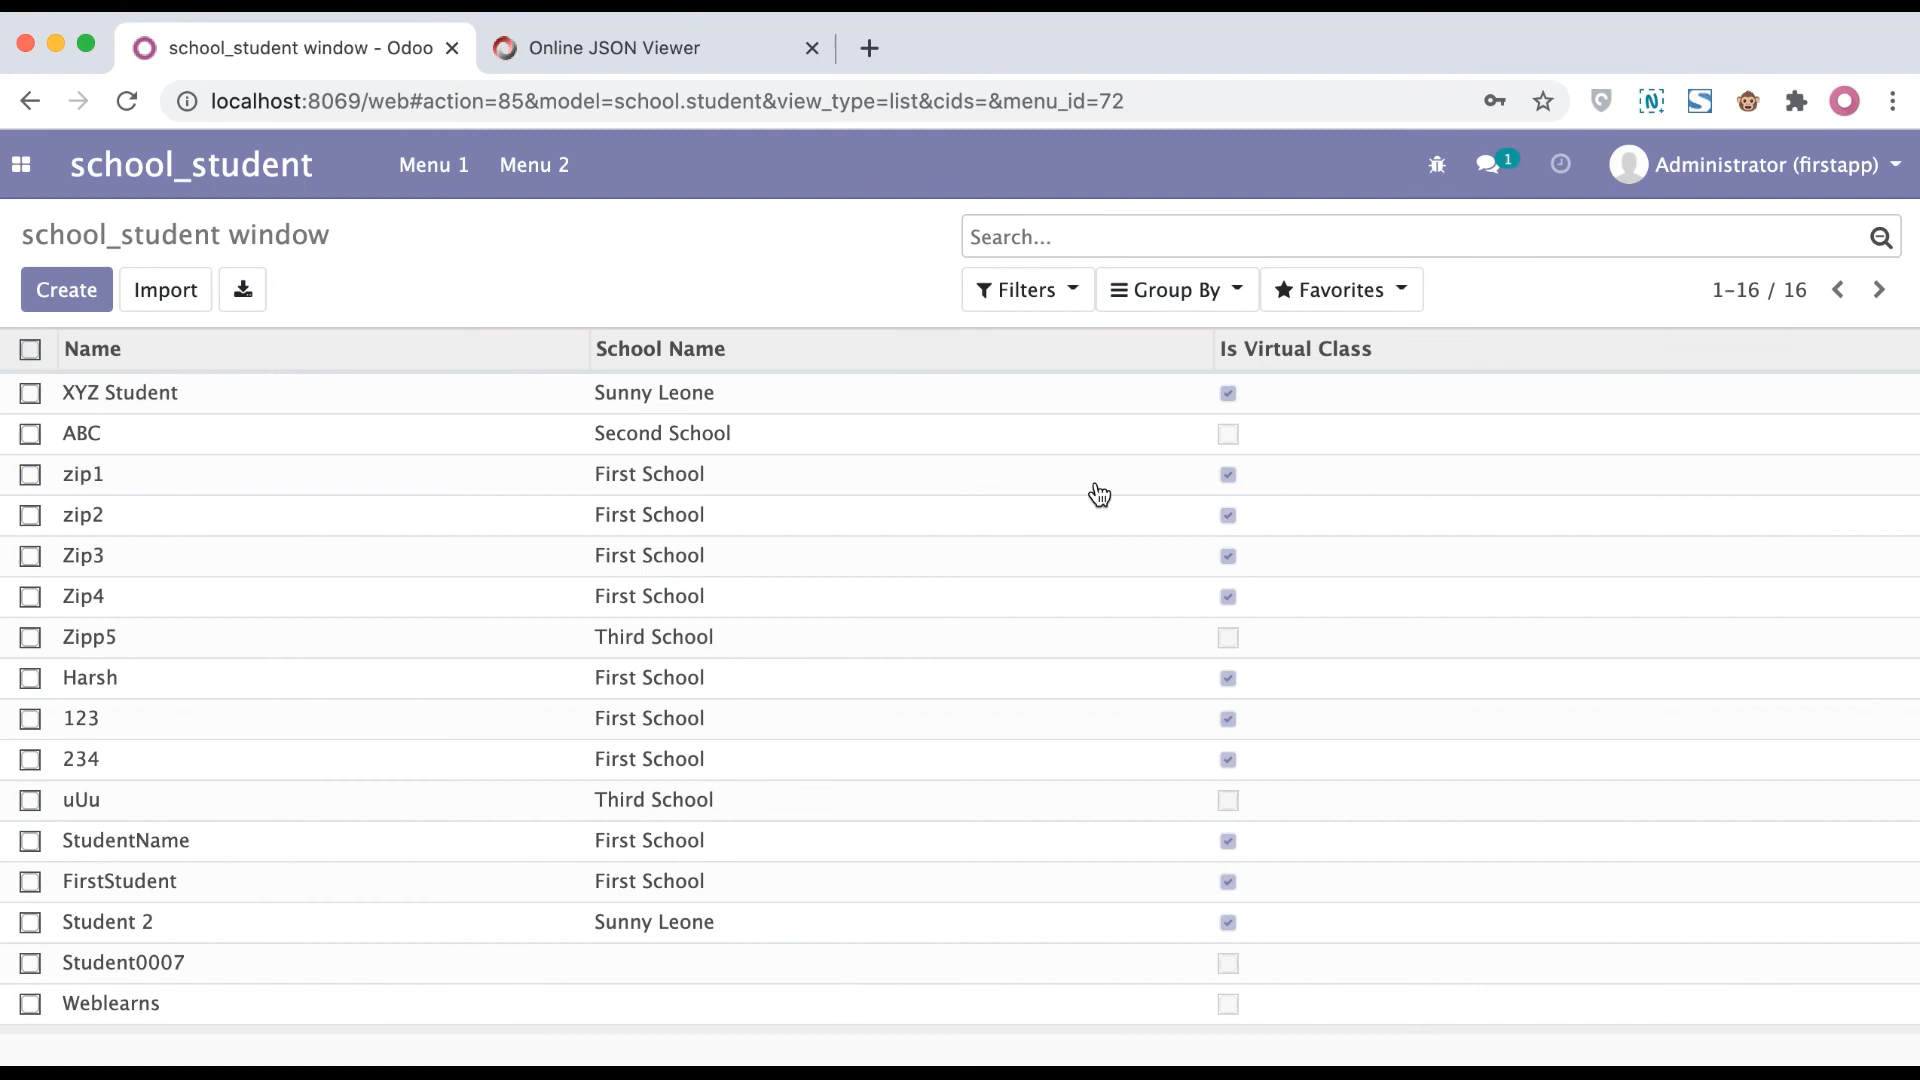 school_student window - Odoo
Online JSON Viewer
localhost:8069/web#action=85&model=school.student&view_type=list&cids=&menu_id=72
school_student Menu 1 Menu 2 1 Administrator (firstapp)
school_student window
Search...
Create Import Filters Group By Favorites 1-16 / 16
Name School Name Is Virtual Class
XYZ Student Sunny Leone
ABC Second School
zip1 First School
zip2 First School
Zip3 First School
Zip4 First School
Zipp5 Third School
Harsh First School
123 First School
234 First School
uUu Third School
StudentName First School
FirstStudent First School
Student 2 Sunny Leone
Student0007
Weblearns